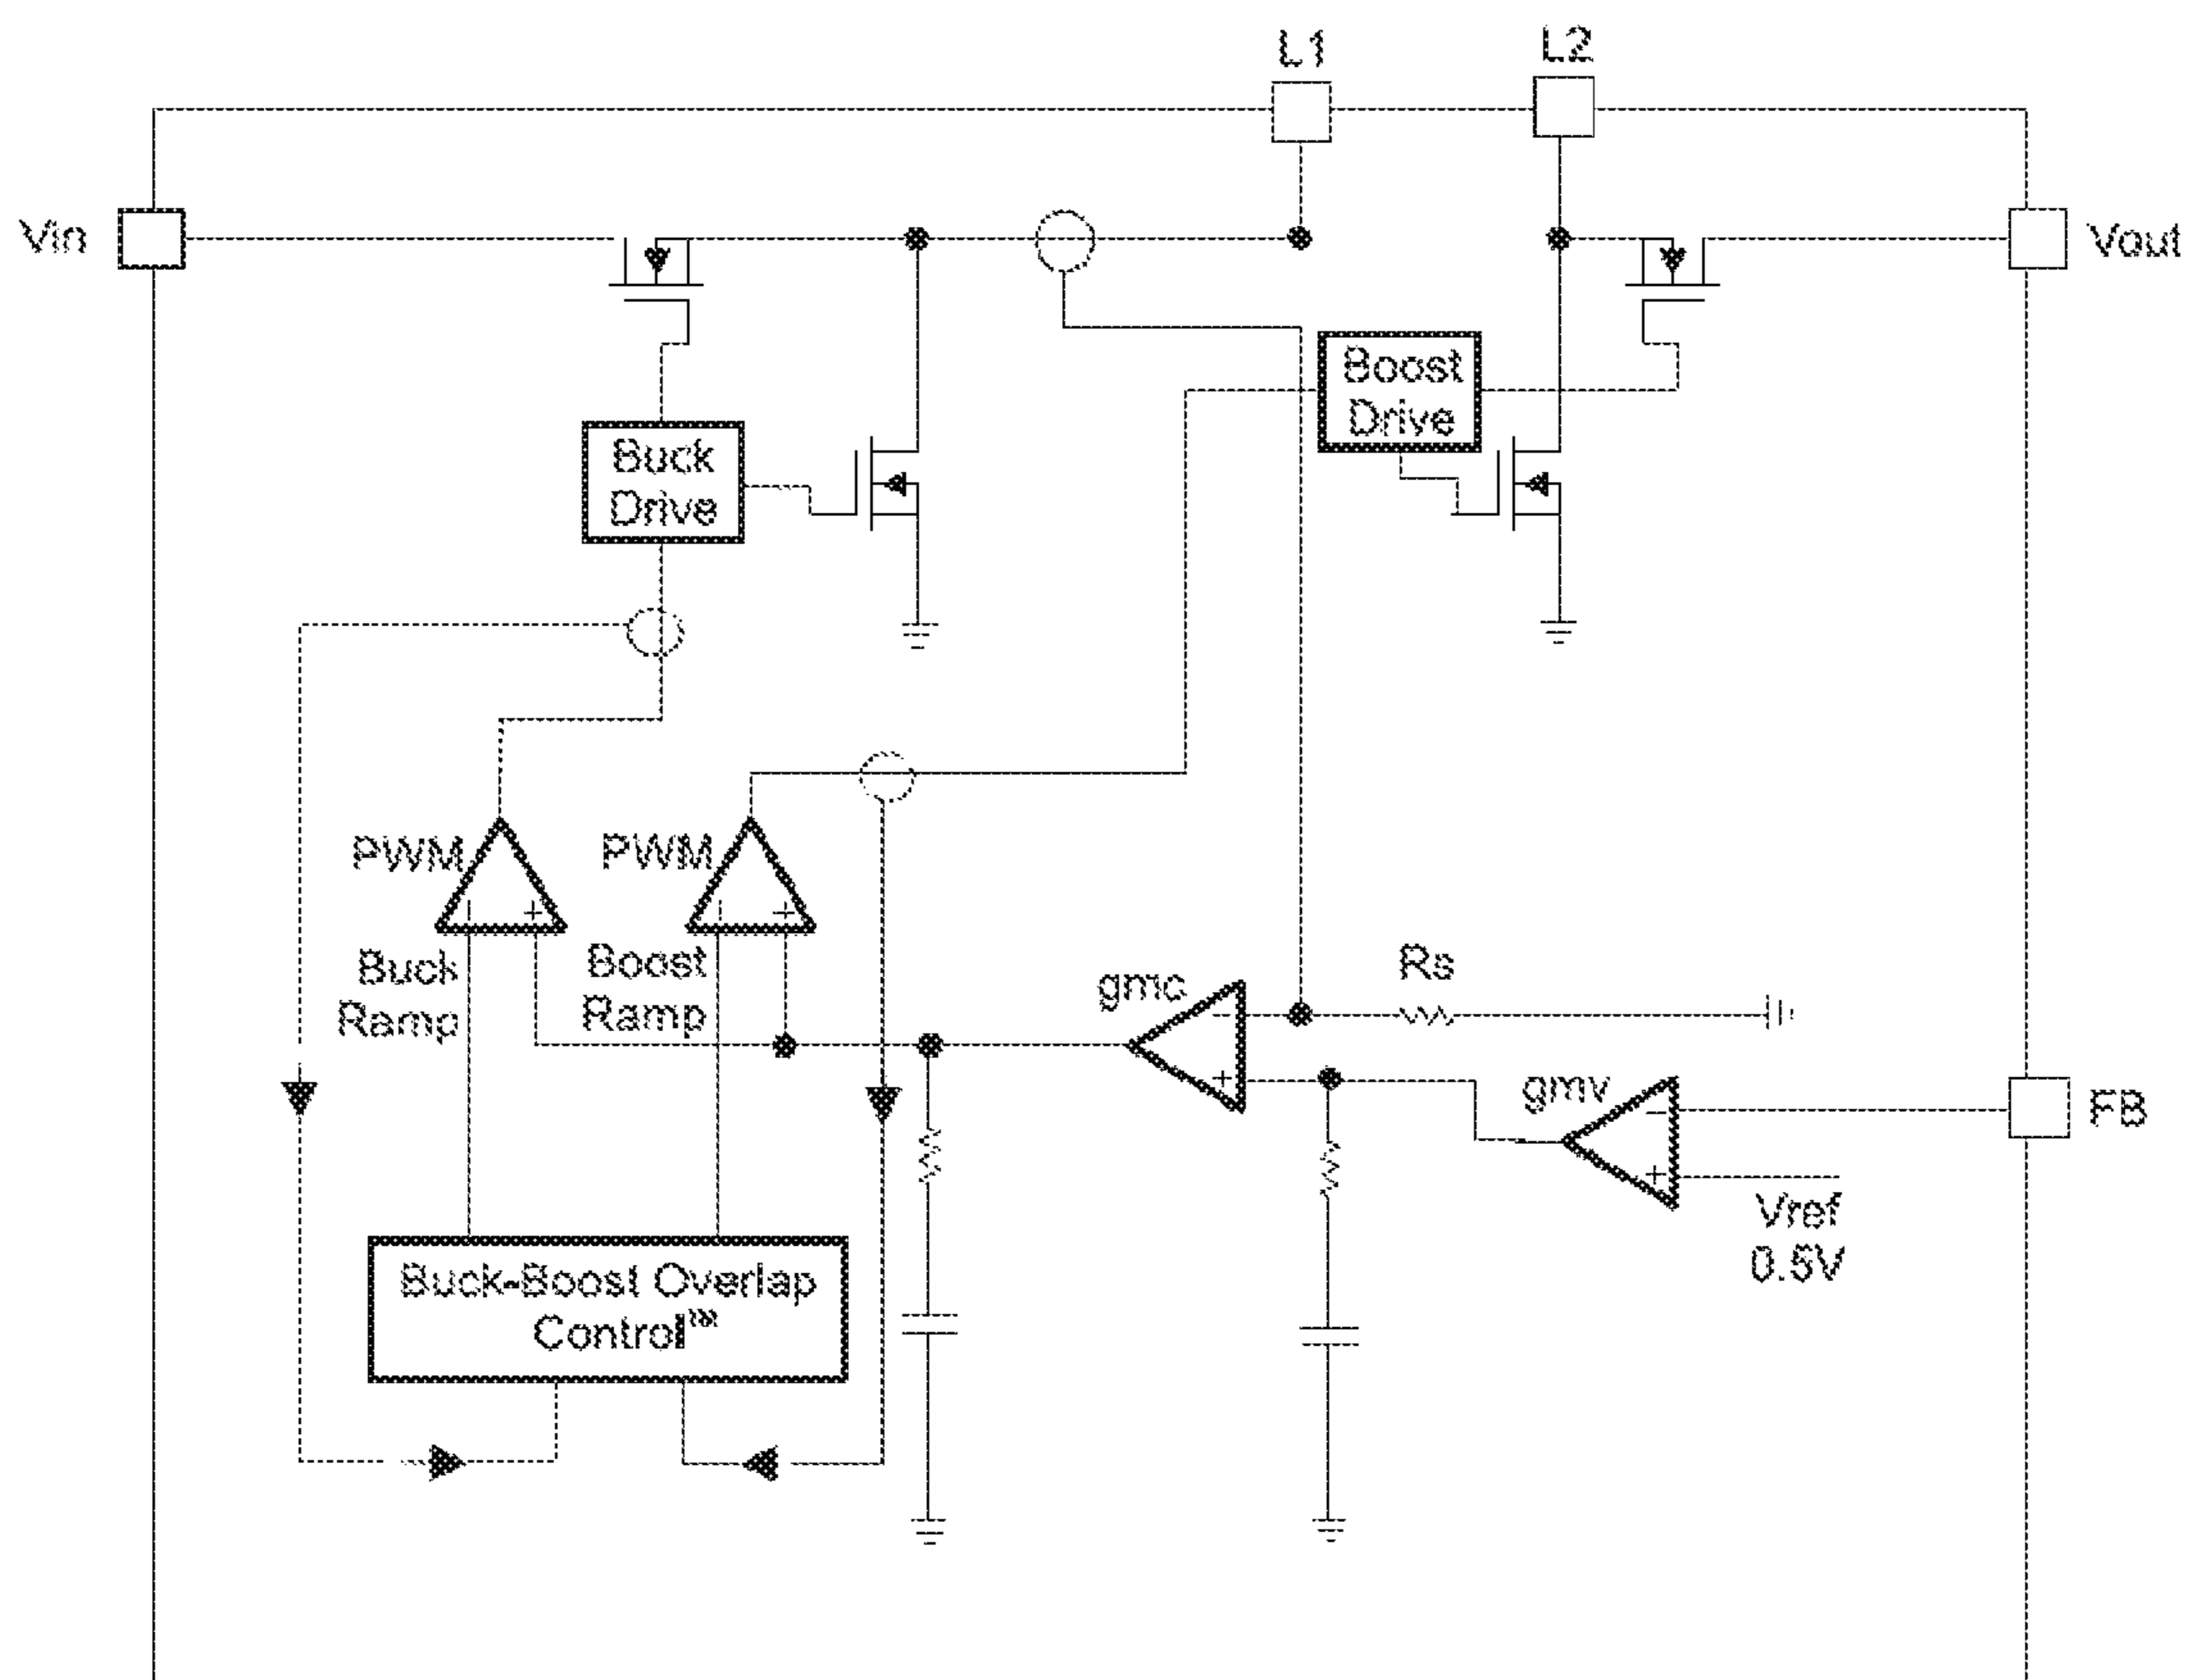 L1
L2
Vin
Vout
Boost
Drive
Buck
Drive
PWM
PWM
Buck
Ramp
Boost
Ramp
gmc
Rs
gmv
FB
Vref
0.5V
Buck-Boost Overlap
Control™